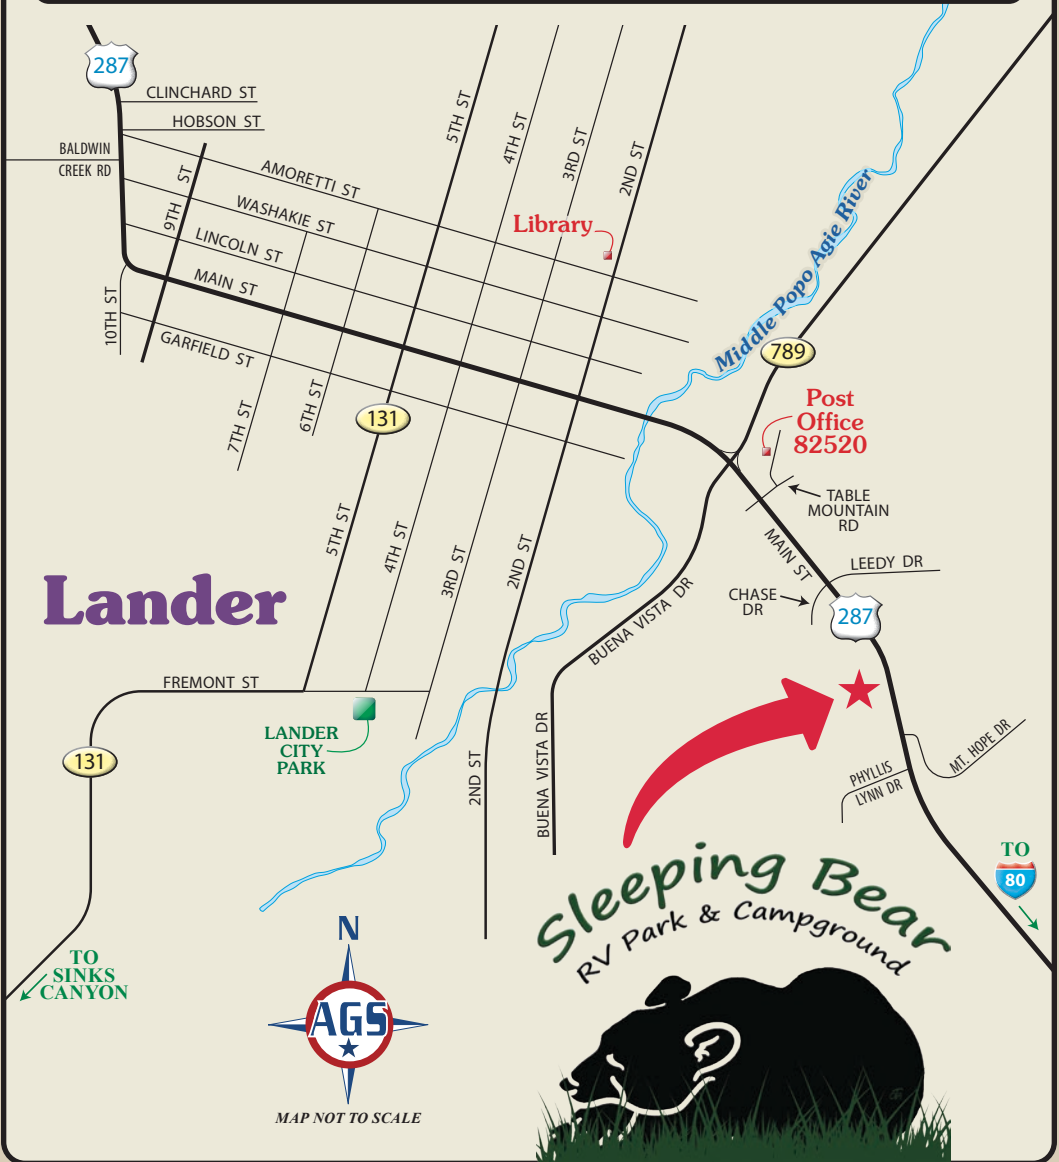 287
CLINCHARD ST
HOBSON ST
BALDWIN
CREEK RD
9TH ST
AMORETTI ST
WASHAKIE ST
LINCOLN ST
MAIN ST
10TH ST
GARFIELD ST
7TH ST
6TH ST
5TH ST
4TH ST
3RD ST
2ND ST
Library
Middle Popo Agie River
789
Post
Office
82520
131
TABLE
MOUNTAIN
RD
MAIN ST
LEEDY DR
CHASE
DR
287
5TH ST
4TH ST
3RD ST
2ND ST
BUENA VISTA DR
Lander
FREMONT ST
LANDER
CITY
PARK
131
2ND ST
BUENA VISTA DR
MT. HOPE DR
PHYLLIS
LYNN DR
TO
80
Sleeping Bear
RV Park & Campground
TO
SINKS
CANYON
N
AGS
MAP NOT TO SCALE